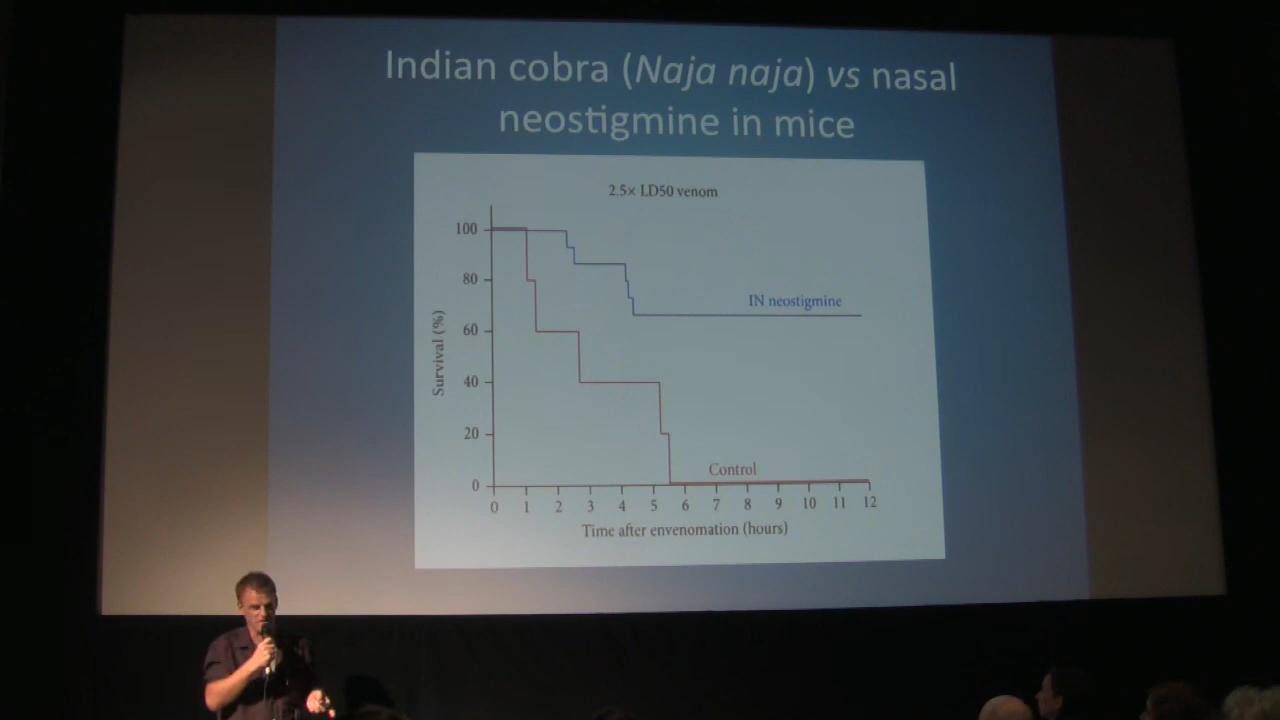 Indian cobra (Naja naja) vs nasal
neostigmine in mice
2.5× LD50 venom
100
80
60
40
20
0
Survival (%)
IN neostigmine
Control
0 1 2 3 4 5 6 7 8 9 10 11 12
Time after envenomation (hours)